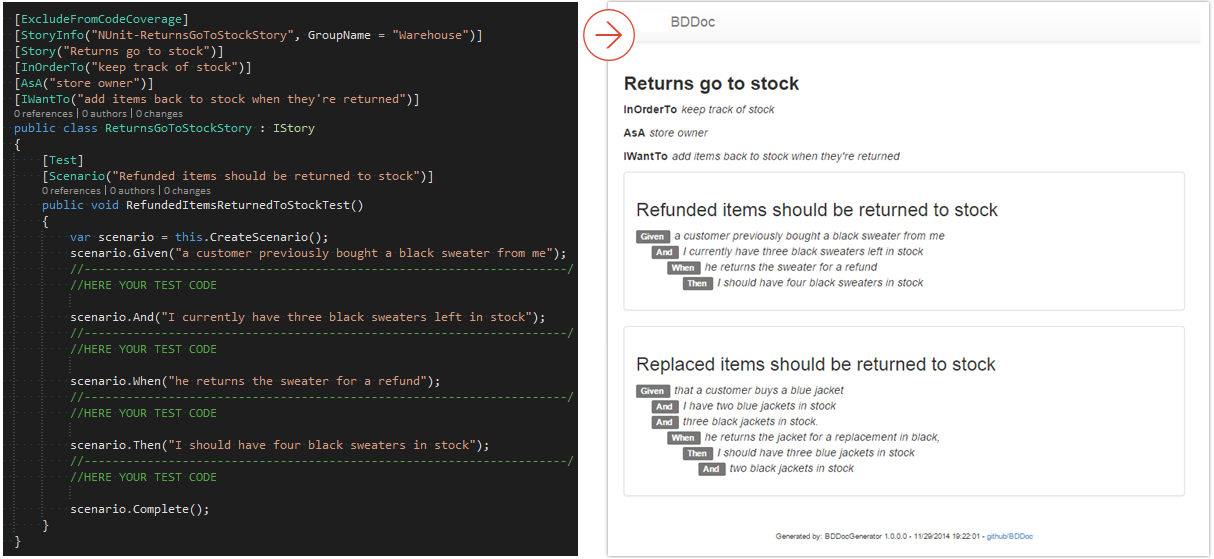 [ExcludeFromCodeCoverage]
[StoryInfo("NUnit-ReturnsGoToStockStory", GroupName = "Warehouse")]
[Story("Returns go to stock")]
[InOrderTo("keep track of stock")]
[AsA("store owner")]
[IWantTo("add items back to stock when they're returned")]
0 references | 0 authors | 0 changes
public class ReturnsGoToStockStory : IStory
{
[Test]
[Scenario("Refunded items should be returned to stock")]
0 references | 0 authors | 0 changes
public void RefundedItemsReturnedToStockTest()
{
var scenario = this.CreateScenario();
scenario.Given("a customer previously bought a black sweater from me");
//---------------------------------------------------------------------/
//HERE YOUR TEST CODE
scenario.And("I currently have three black sweaters left in stock");
//---------------------------------------------------------------------/
//HERE YOUR TEST CODE
scenario.When("he returns the sweater for a refund");
//---------------------------------------------------------------------/
//HERE YOUR TEST CODE
scenario.Then("I should have four black sweaters in stock");
//---------------------------------------------------------------------/
//HERE YOUR TEST CODE
scenario.Complete();
}
}
BDDoc
Returns go to stock
InOrderTo keep track of stock
AsA store owner
IWantTo add items back to stock when they're returned
Refunded items should be returned to stock
Given a customer previously bought a black sweater from me
And I currently have three black sweaters left in stock
When he returns the sweater for a refund
Then I should have four black sweaters in stock
Replaced items should be returned to stock
Given that a customer buys a blue jacket
And I have two blue jackets in stock
And three black jackets in stock.
When he returns the jacket for a replacement in black,
Then I should have three blue jackets in stock
And two black jackets in stock
Generated by: BDDocGenerator 1.0.0.0 - 11/29/2014 19:22:01 - github/BDDoc